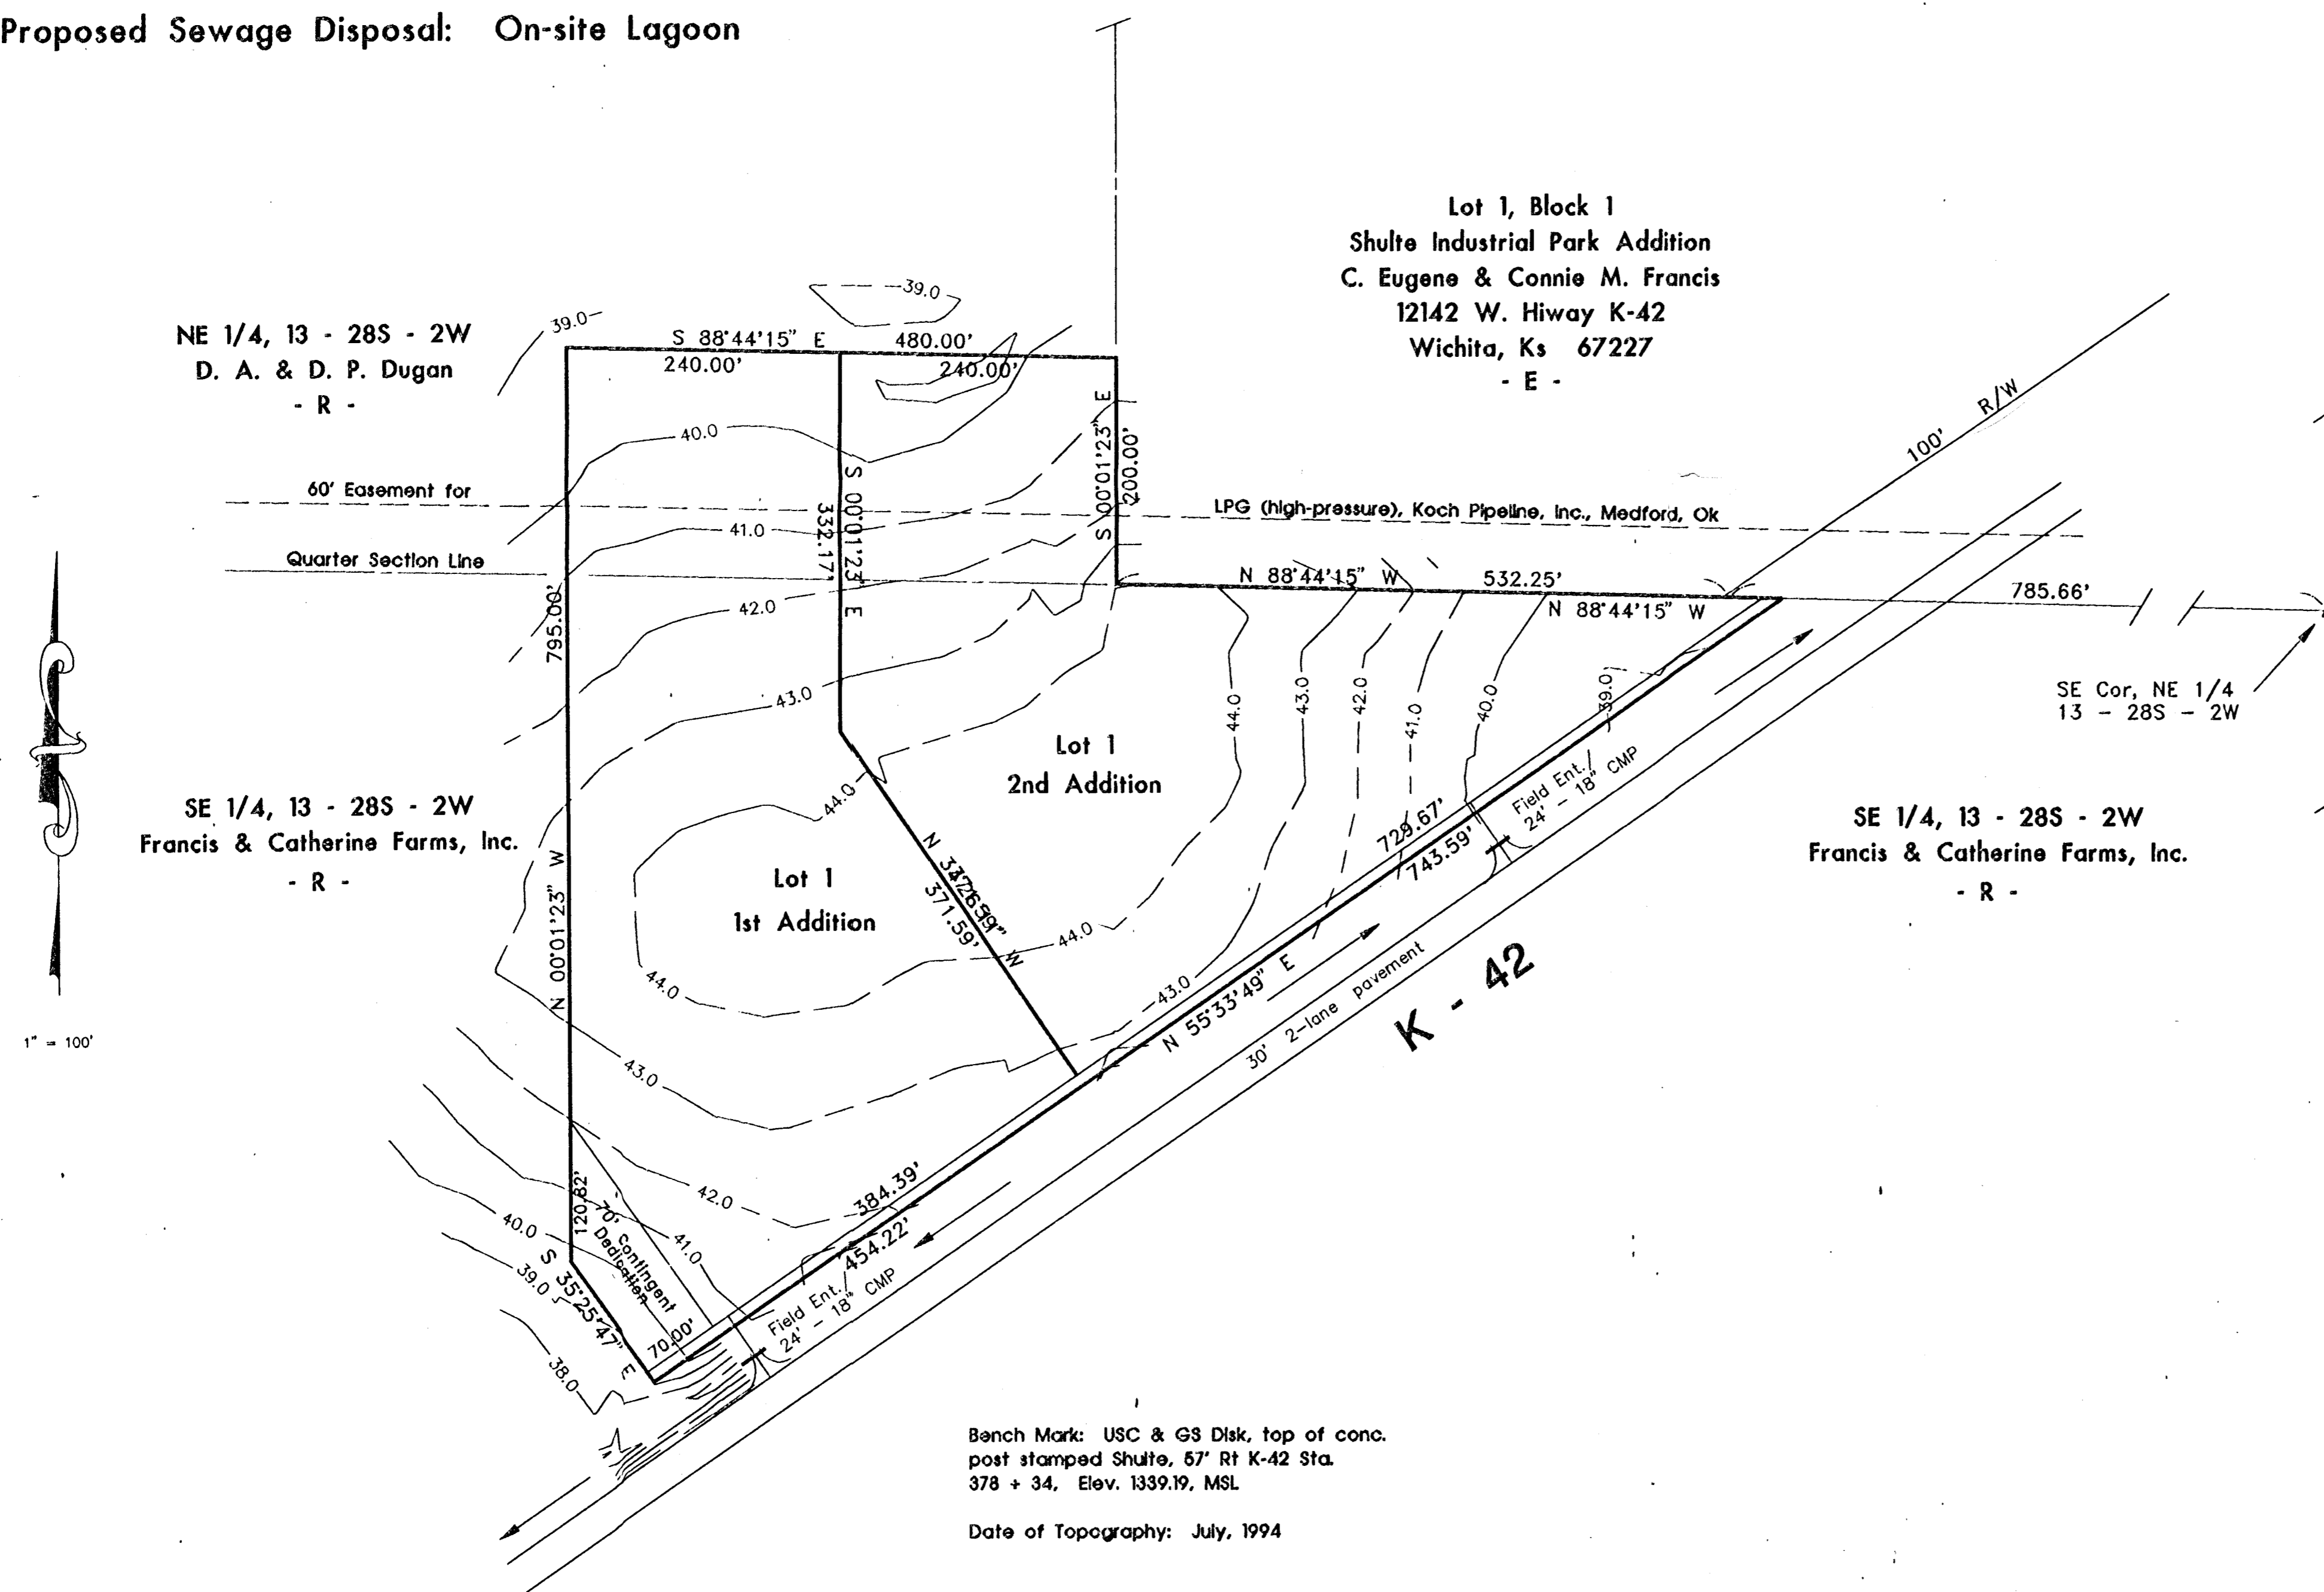 Proposed Sewage Disposal: On-site Lagoon
Lot 1, Block 1
Shulte Industrial Park Addition
C. Eugene & Connie M. Francis
12142 W. Hiway K-42
Wichita, Ks 67227
- E -
NE 1/4, 13 - 28S - 2W
D. A. & D. P. Dugan
- R -
39.0
39.0
S 88°44'15" E 480.00'
240.00'
240.00'
40.0
S 00°01'23" E
200.00'
S 00°01'23" E
332.17'
60' Easement for
LPG (high-pressure), Koch Pipeline, Inc., Medford, Ok
41.0
Quarter Section Line
R/W
100'
N 88°44'15" W 532.25'
N 88°44'15" W
785.66'
795.00'
42.0
43.0
44.0
43.0
42.0
41.0
40.0
39.0
SE Cor, NE 1/4
13 - 28S - 2W
Lot 1
2nd Addition
44.0
Field Ent./
24' - 18" CMP
SE 1/4, 13 - 28S - 2W
Francis & Catherine Farms, Inc.
- R -
SE 1/4, 13 - 28S - 2W
Francis & Catherine Farms, Inc.
- R -
729.67'
743.59'
Lot 1
1st Addition
N
W
371.59'
44.0
44.0
N 00°01'23" W
43.0
N 55°33'49" E
30' 2-lane pavement
K - 42
1" = 100'
43.0
42.0
384.39'
454.22'
120.82'
70' Contingent
Dedication
40.0
41.0
39.0
S 35°25'47" E
70.00'
Field Ent./
24' - 18" CMP
38.0
Bench Mark: USC & GS Disk, top of conc.
post stamped Shulte, 57' Rt K-42 Sta.
378 + 34, Elev. 1339.19, MSL
Date of Topography: July, 1994